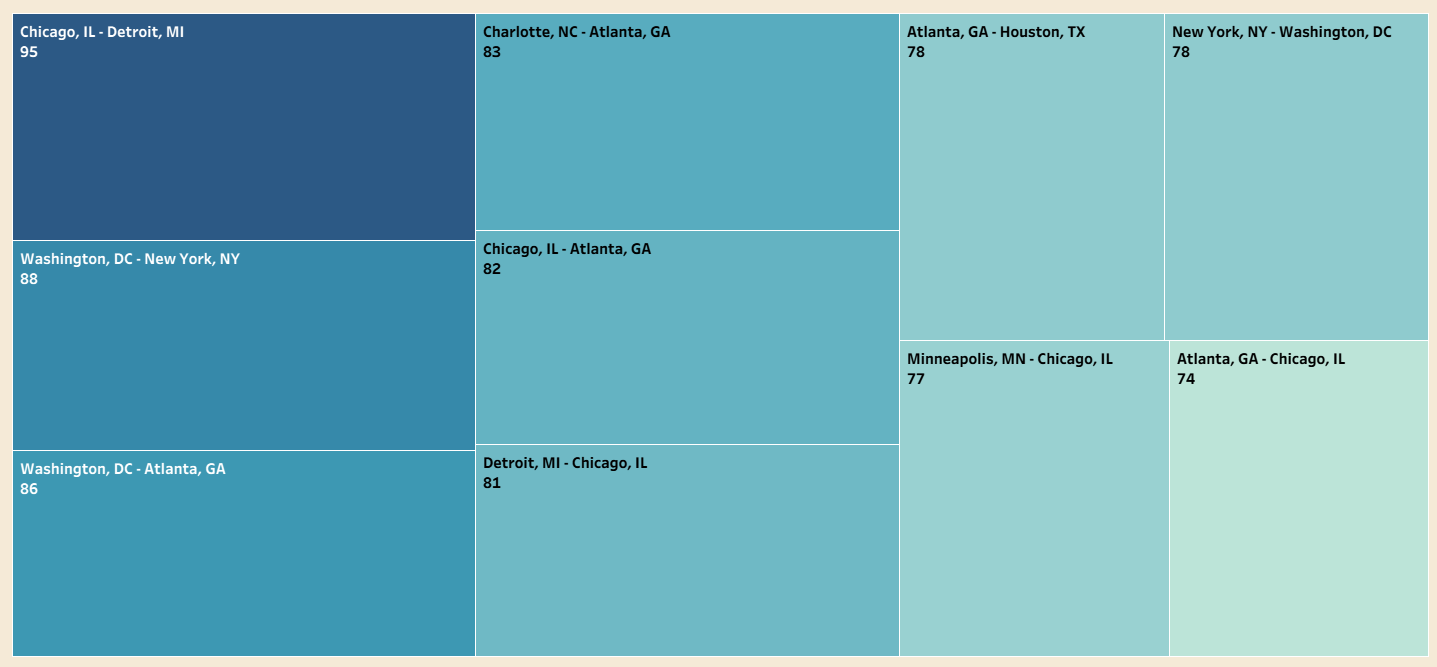 Chicago, IL - Detroit, MI
95
Washington, DC - New York, NY
88
Washington, DC - Atlanta, GA
86
Charlotte, NC - Atlanta, GA
83
Chicago, IL - Atlanta, GA
82
Detroit, MI - Chicago, IL
81
Atlanta, GA - Houston, TX
78
New York, NY - Washington, DC
78
Minneapolis, MN - Chicago, IL
77
Atlanta, GA - Chicago, IL
74